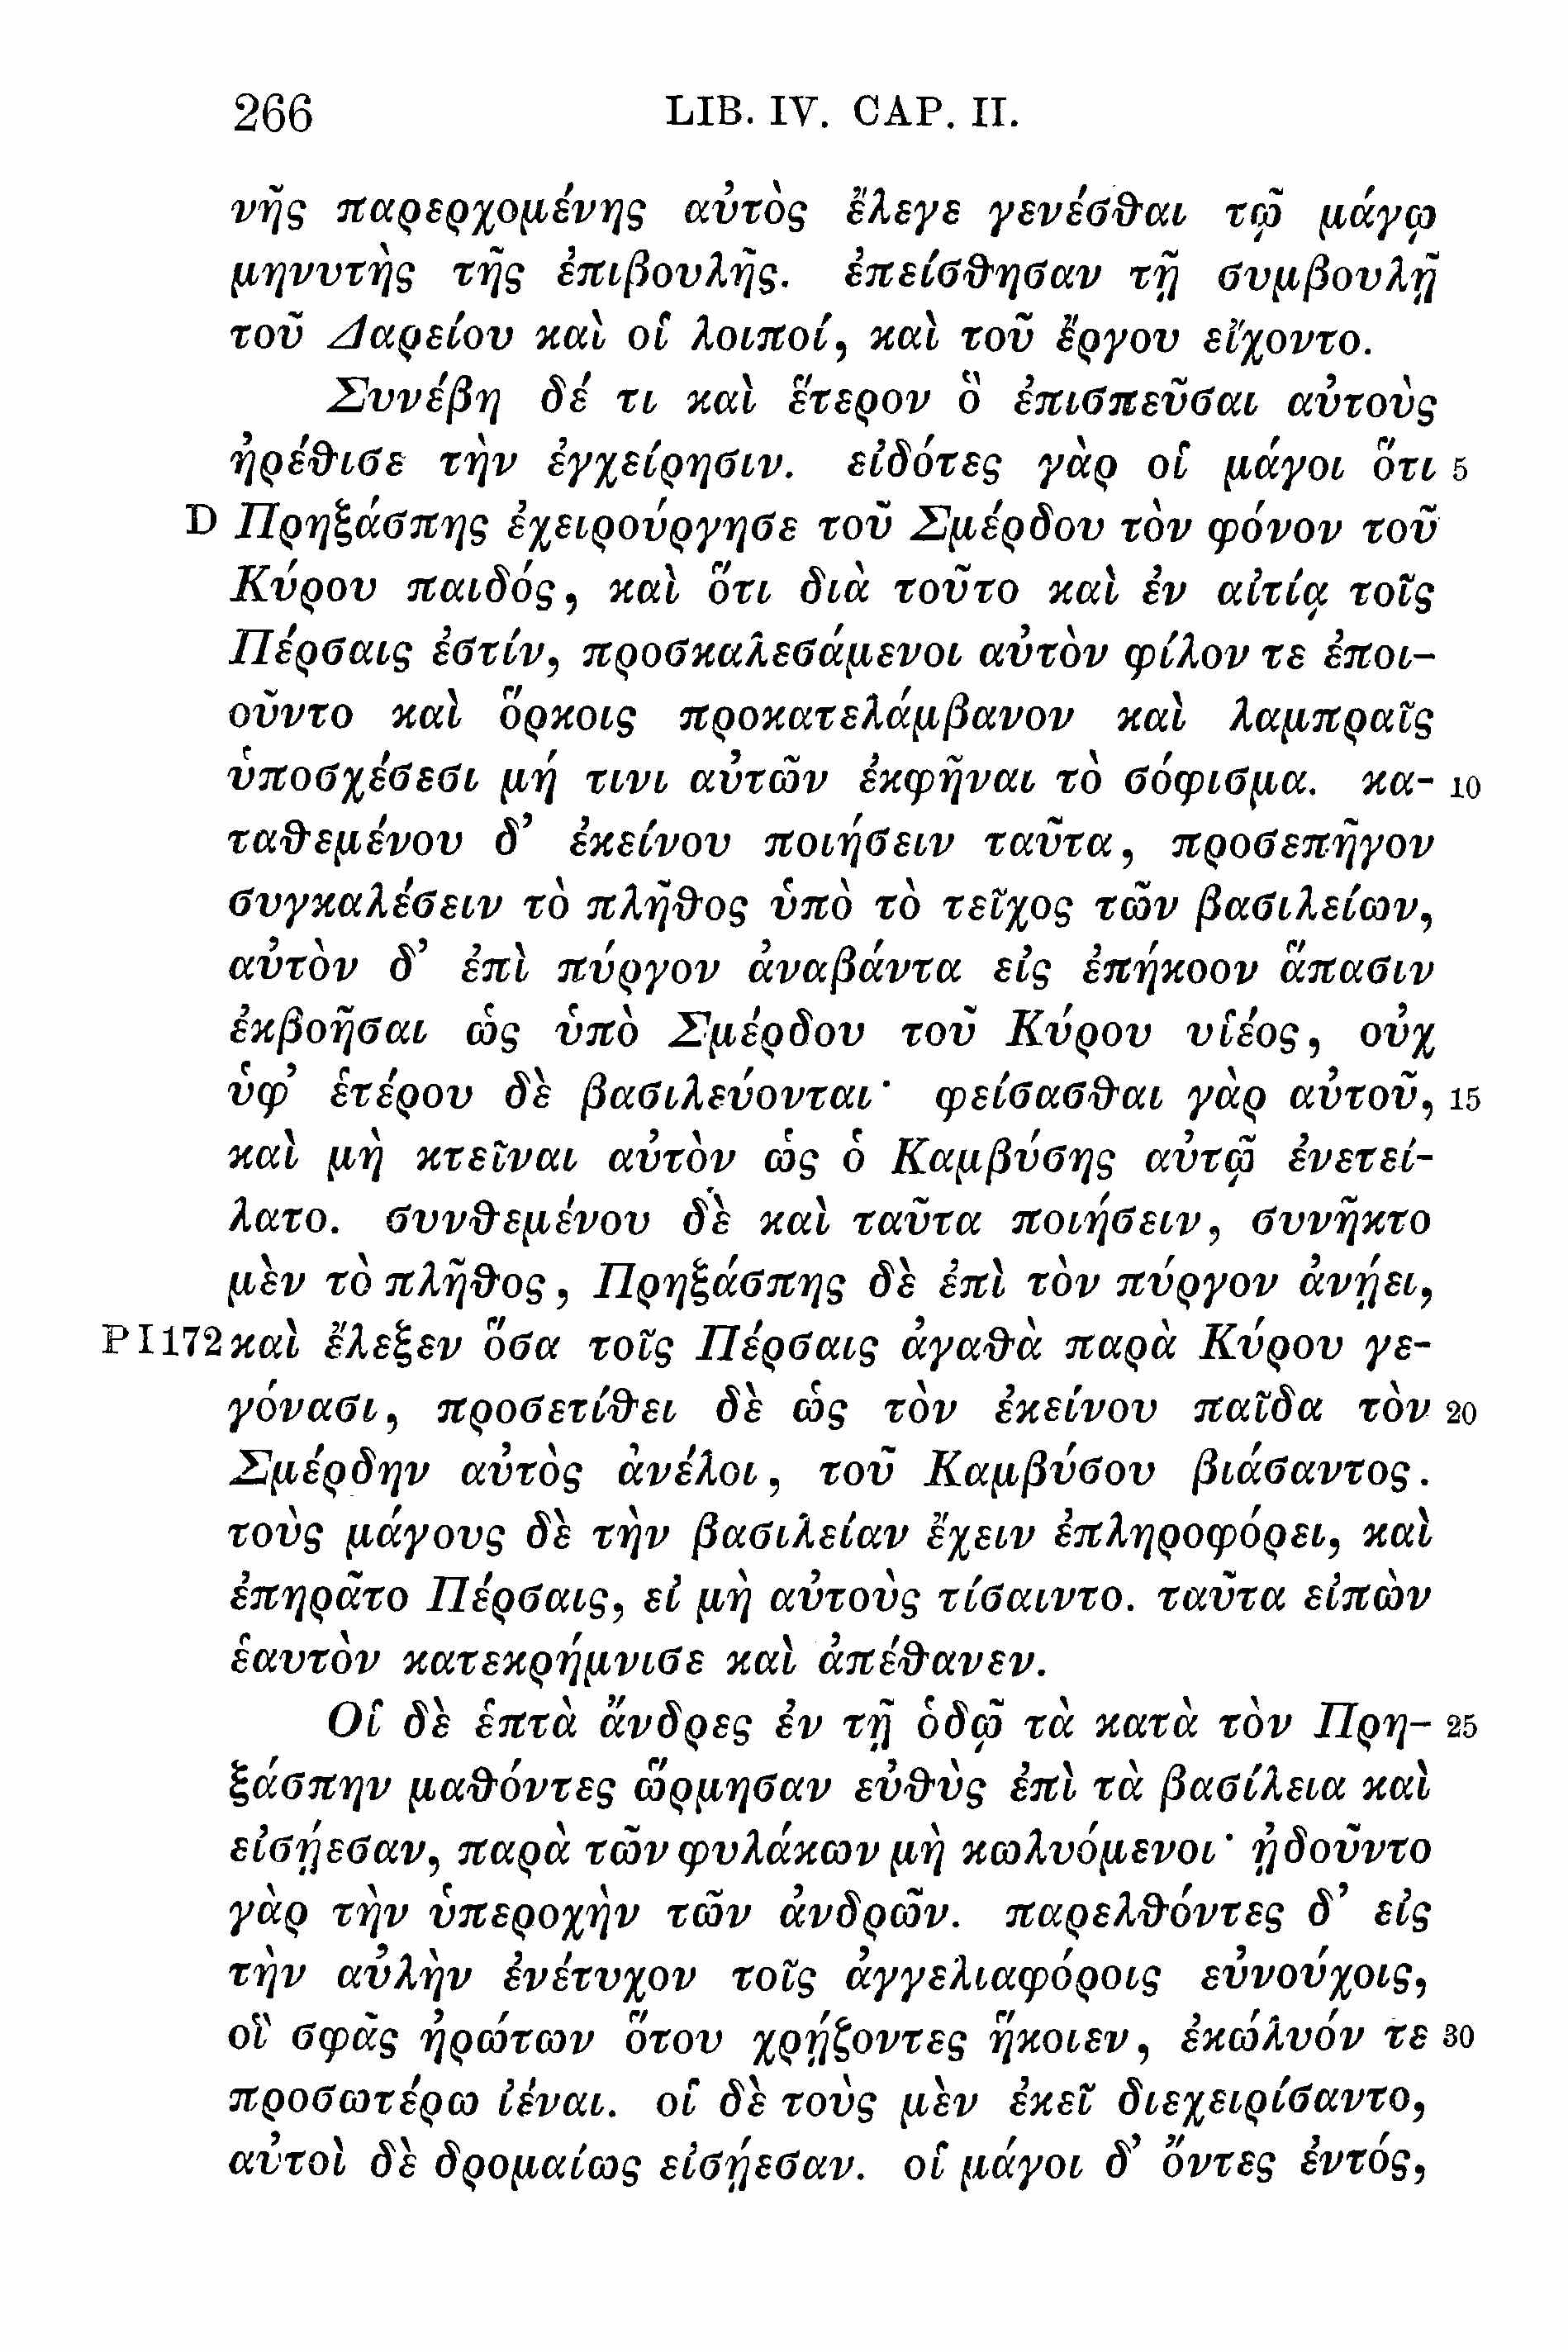 266 LIB. IV. CAP. II.
νῆς παρερχομένης αὐτὸς ἔλεγε γενέσθαι τῷ μάγῳ
μηνυτὴς τῆς ἐπιβουλῆς. ἐπείσθησαν τῇ συμβουλῇ
τοῦ Δαρείου καὶ οἱ λοιποί, καὶ τοῦ ἔργου εἴχοντο.
Συνέβη δέ τι καὶ ἕτερον ὃ ἐπισπεῦσαι αὐτοὺς
ἠρέθισε τὴν ἐγχείρησιν. εἰδότες γὰρ οἱ μάγοι ὅτι 5
D Πρηξάσπης ἐχειρούργησε τοῦ Σμέρδου τὸν φόνον τοῦ
Κύρου παιδός, καὶ ὅτι διὰ τοῦτο καὶ ἐν αἰτίᾳ τοῖς
Πέρσαις ἐστίν, προσκαλεσάμενοι αὐτὸν φίλον τε ἐποι-
οῦντο καὶ ὅρκοις προκατελάμβανον καὶ λαμπραῖς
ὑποσχέσεσι μή τινι αὐτῶν ἐκφῆναι τὸ σόφισμα. κα- 10
ταθεμένου δ’ ἐκείνου ποιήσειν ταῦτα, προσεπῆγον
συγκαλέσειν τὸ πλῆθος ὑπὸ τὸ τεῖχος τῶν βασιλείων,
αὐτὸν δ’ ἐπὶ πύργον ἀναβάντα εἰς ἐπήκοον ἅπασιν
ἐκβοῆσαι ὡς ὑπὸ Σμέρδου τοῦ Κύρου υἱέος, οὐχ
ὑφ’ ἑτέρου δὲ βασιλεύονται· φείσασθαι γὰρ αὐτοῦ, 15
καὶ μὴ κτεῖναι αὐτὸν ὡς ὁ Καμβύσης αὐτῷ ἐνετεί-
λατο. συνθεμένου δὲ καὶ ταῦτα ποιήσειν, συνῆκτο
μὲν τὸ πλῆθος, Πρηξάσπης δὲ ἐπὶ τὸν πύργον ἀνῄει,
PI172 καὶ ἔλεξεν ὅσα τοῖς Πέρσαις ἀγαθὰ παρὰ Κύρου γε-
γόνασι, προσετίθει δὲ ὡς τὸν ἐκείνου παῖδα τὸν 20
Σμέρδην αὐτὸς ἀνέλοι, τοῦ Καμβύσου βιάσαντος.
τοὺς μάγους δὲ τὴν βασιλείαν ἔχειν ἐπληροφόρει, καὶ
ἐπηρᾶτο Πέρσαις, εἰ μὴ αὐτοὺς τίσαιντο. ταῦτα εἰπὼν
ἑαυτὸν κατεκρήμνισε καὶ ἀπέθανεν.
Οἱ δὲ ἑπτὰ ἄνδρες ἐν τῇ ὁδῷ τὰ κατὰ τὸν Πρη- 25
ξάσπην μαθόντες ὥρμησαν εὐθὺς ἐπὶ τὰ βασίλεια καὶ
εἰσῄεσαν, παρὰ τῶν φυλάκων μὴ κωλυόμενοι· ᾐδοῦντο
γὰρ τὴν ὑπεροχὴν τῶν ἀνδρῶν. παρελθόντες δ’ εἰς
τὴν αὐλὴν ἐνέτυχον τοῖς ἀγγελιαφόροις εὐνούχοις,
οἳ σφᾶς ἠρώτων ὅτου χρῄζοντες ἥκοιεν, ἐκώλυόν τε 30
προσωτέρω ἰέναι. οἱ δὲ τοὺς μὲν ἐκεῖ διεχειρίσαντο,
αὐτοὶ δὲ δρομαίως εἰσῄεσαν. οἱ μάγοι δ’ ὄντες ἐντός,